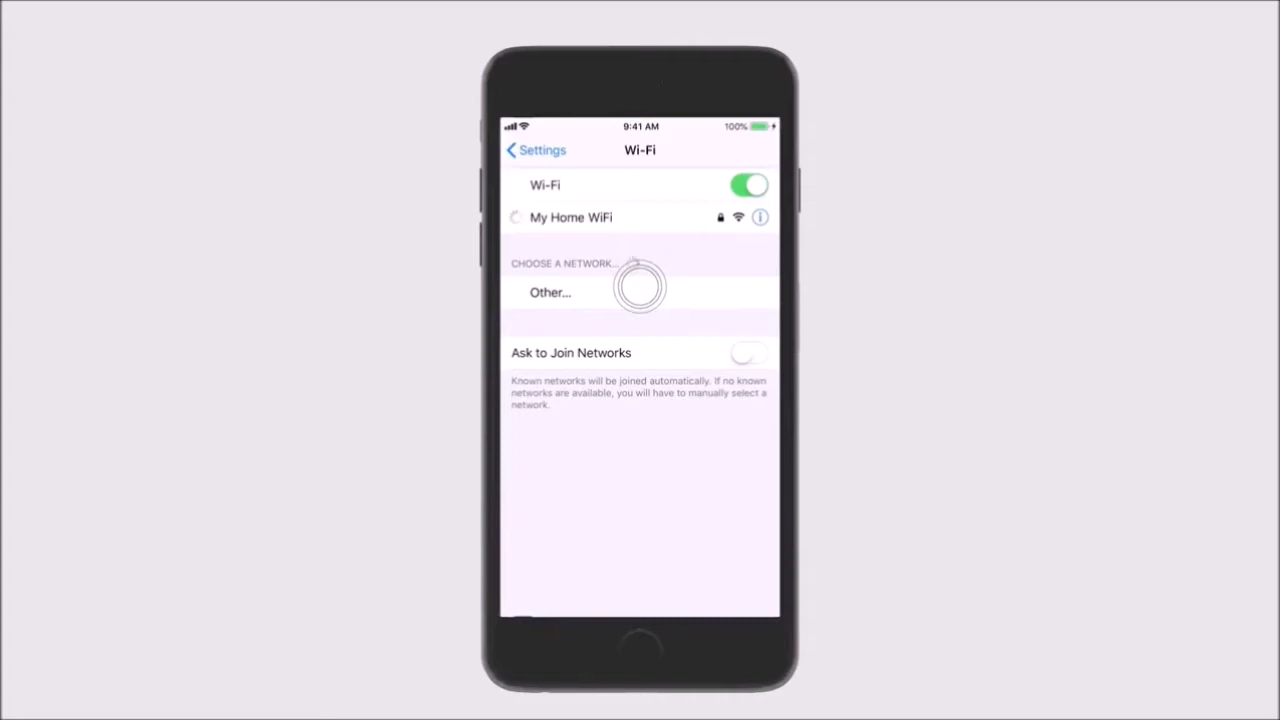 9:41 AM
100%
Settings
Wi-Fi
Wi-Fi
My Home WiFi
CHOOSE A NETWORK...
Other...
Ask to Join Networks
Known networks will be joined automatically. If no known
networks are available, you will have to manually select a
network.